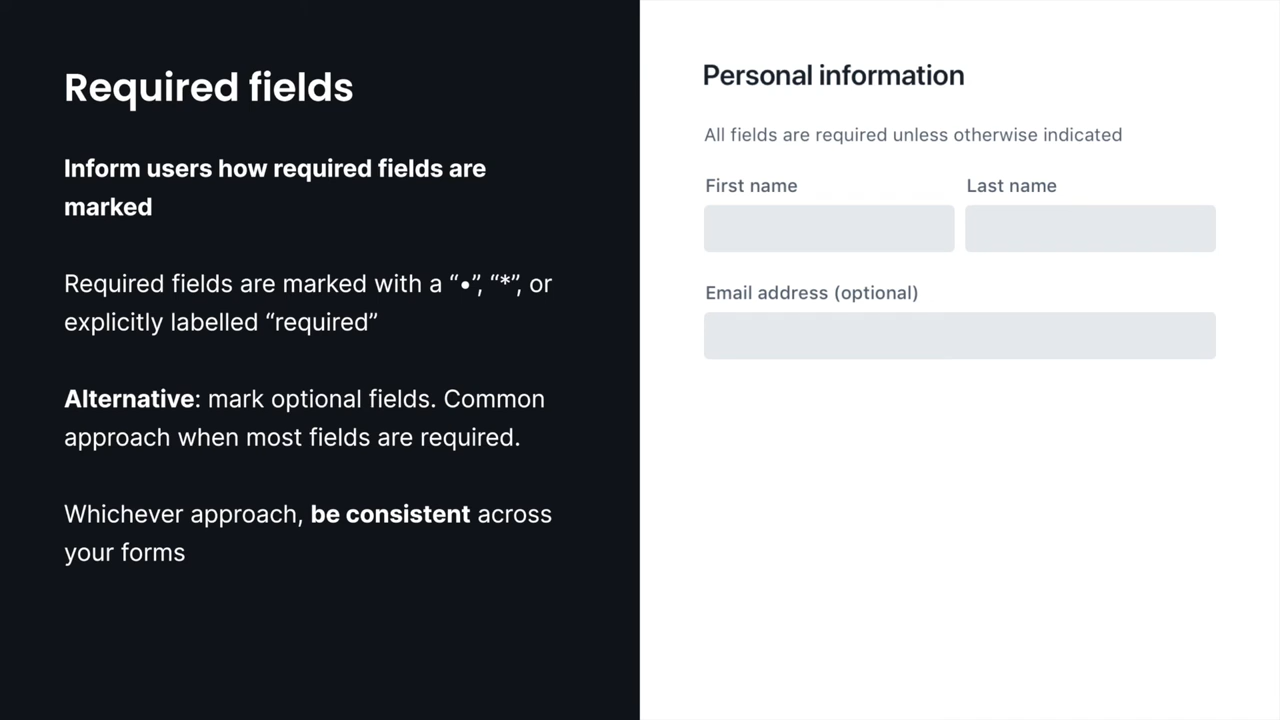 Required fields
Inform users how required fields are
marked
Required fields are marked with a “•”, “*”, or
explicitly labelled “required”
Alternative: mark optional fields. Common
approach when most fields are required.
Whichever approach, be consistent across
your forms
Personal information
All fields are required unless otherwise indicated
First name
Last name
Email address (optional)